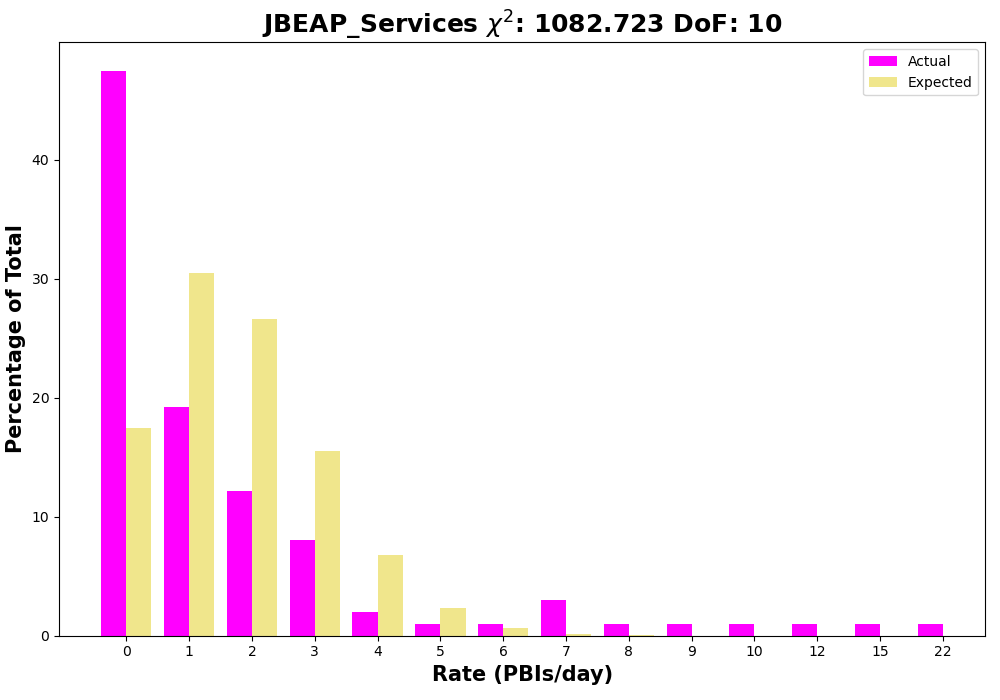 JBEAP_Services χ²: 1082.723 DoF: 10
Actual
Expected
Percentage of Total
40
30
20
10
0
0 1 2 3 4 5 6 7 8 9 10 12 15 22
Rate (PBIs/day)